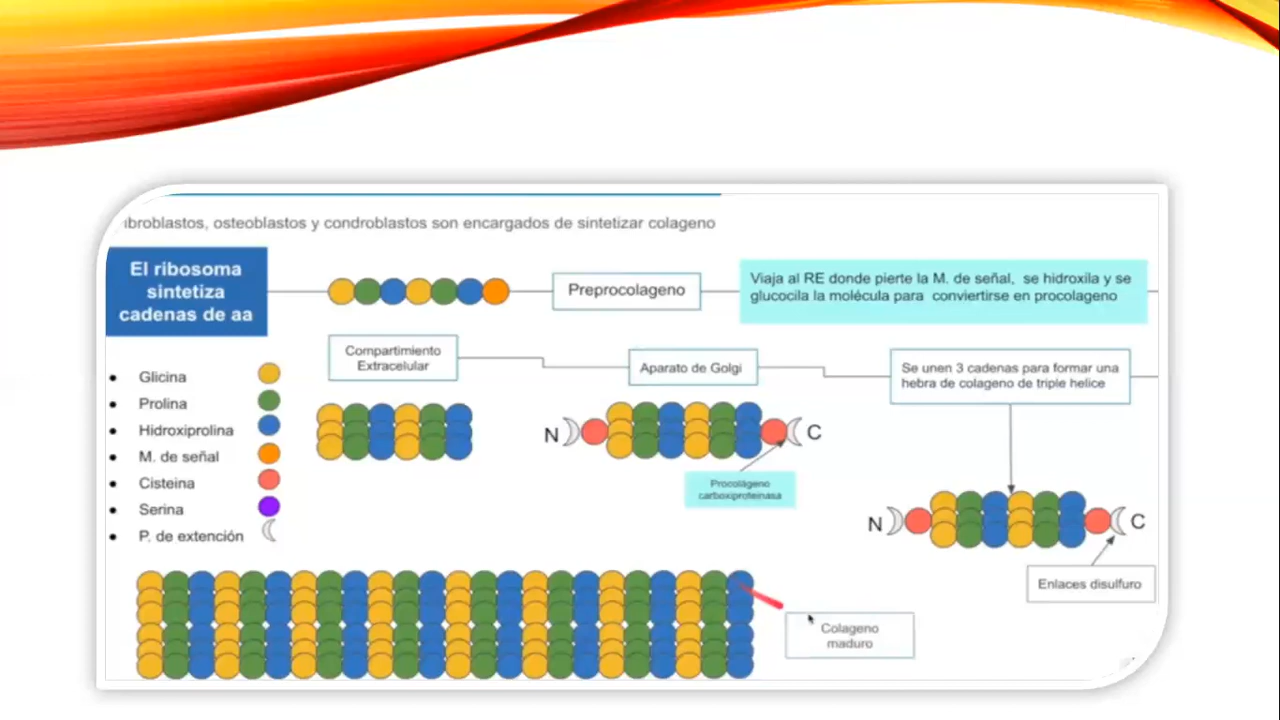 ibroblastos, osteoblastos y condroblastos son encargados de sintetizar colageno
El ribosoma
sintetiza
cadenas de aa
Preprocolageno
Viaja al RE donde pierte la M. de señal, se hidroxila y se
glucocila la molécula para conviertirse en procolageno
Compartimiento
Extracelular
Aparato de Golgi
Se unen 3 cadenas para formar una
hebra de colageno de triple helice
Glicina
Prolina
Hidroxiprolina
M. de señal
Cisteina
Serina
P. de extención
N
C
Procolágeno
carboxiproteinasa
N
C
Enlaces disulfuro
Colageno
maduro